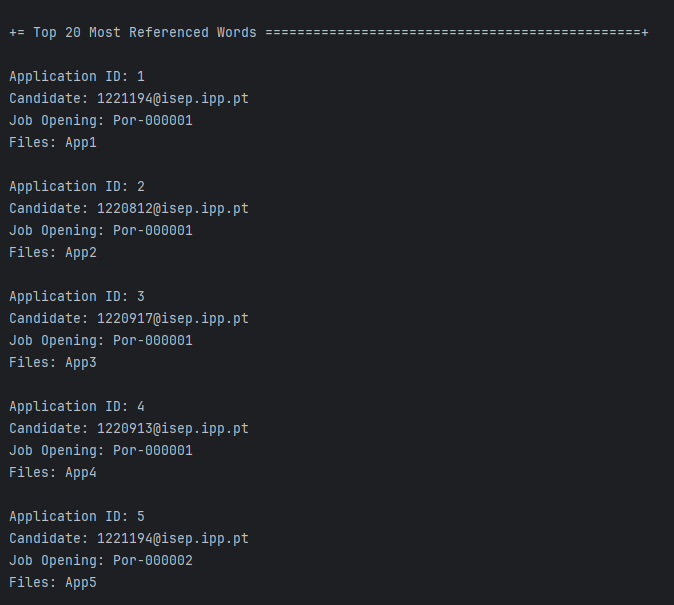 += Top 20 Most Referenced Words ===============================================+
Application ID: 1
Candidate: 1221194@isep.ipp.pt
Job Opening: Por-000001
Files: App1
Application ID: 2
Candidate: 1220812@isep.ipp.pt
Job Opening: Por-000001
Files: App2
Application ID: 3
Candidate: 1220917@isep.ipp.pt
Job Opening: Por-000001
Files: App3
Application ID: 4
Candidate: 1220913@isep.ipp.pt
Job Opening: Por-000001
Files: App4
Application ID: 5
Candidate: 1221194@isep.ipp.pt
Job Opening: Por-000002
Files: App5